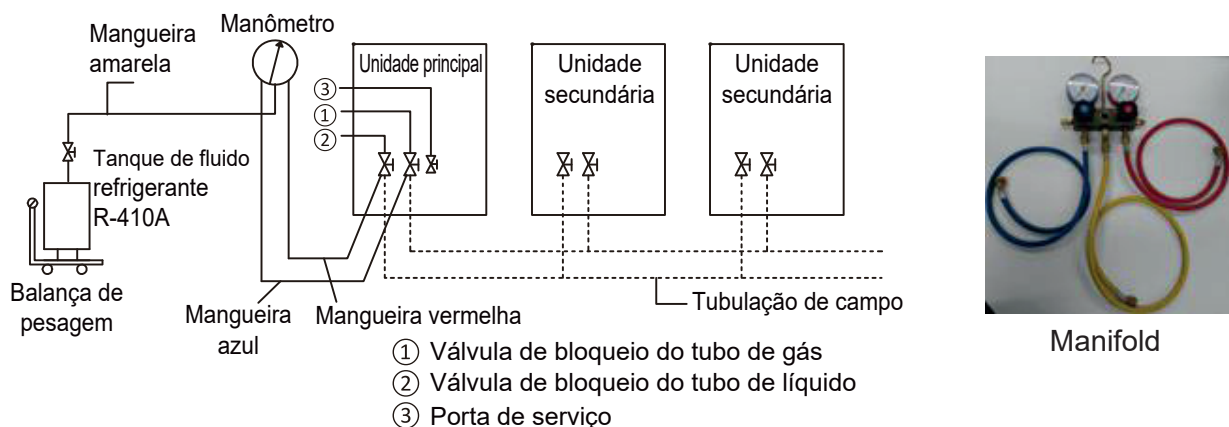 Manômetro
Mangueira
amarela
Unidade principal
Unidade
secundária
Unidade
secundária
③
①
②
Tanque de fluido
refrigerante
R-410A
Balança de
pesagem
Mangueira
azul
Mangueira vermelha
Tubulação de campo
① Válvula de bloqueio do tubo de gás
② Válvula de bloqueio do tubo de líquido
③ Porta de serviço
Manifold